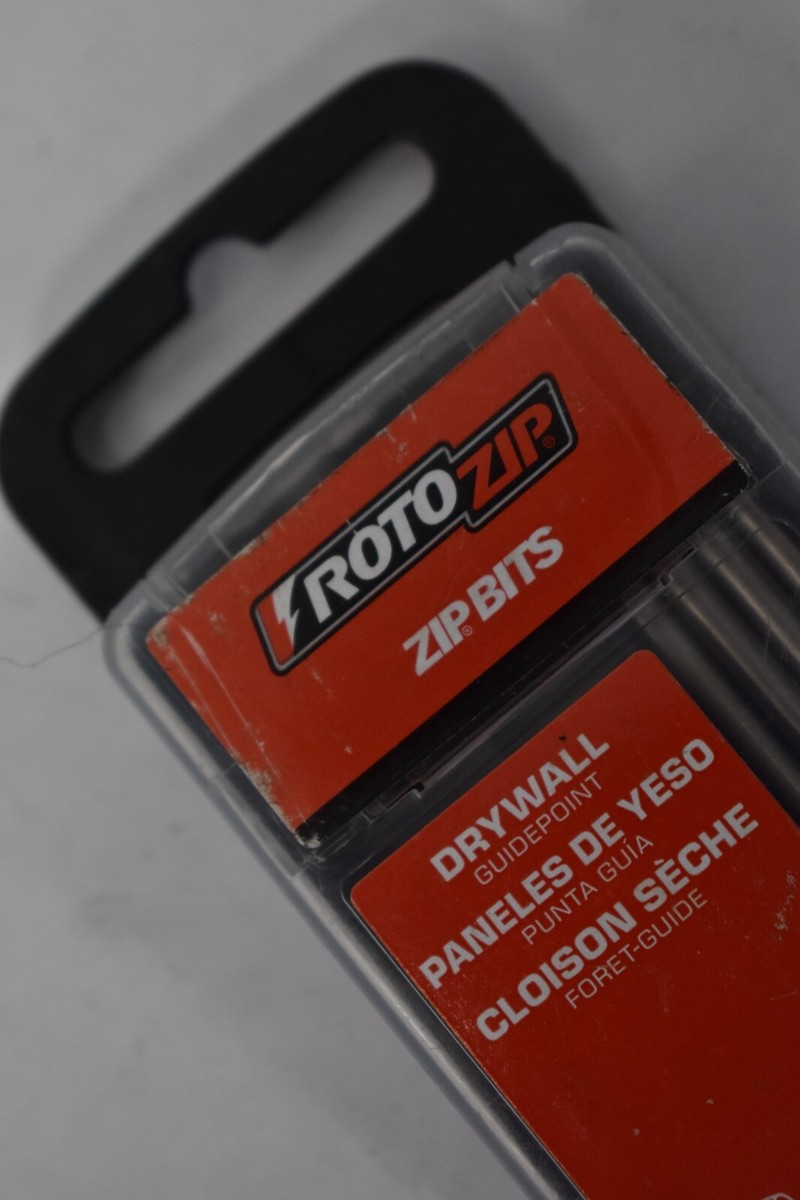 ROTOZIP®
ZIP® BITS
DRYWALL
GUIDEPOINT
PANELES DE YESO
PUNTA GUÍA
CLOISON SÈCHE
FORET-GUIDE